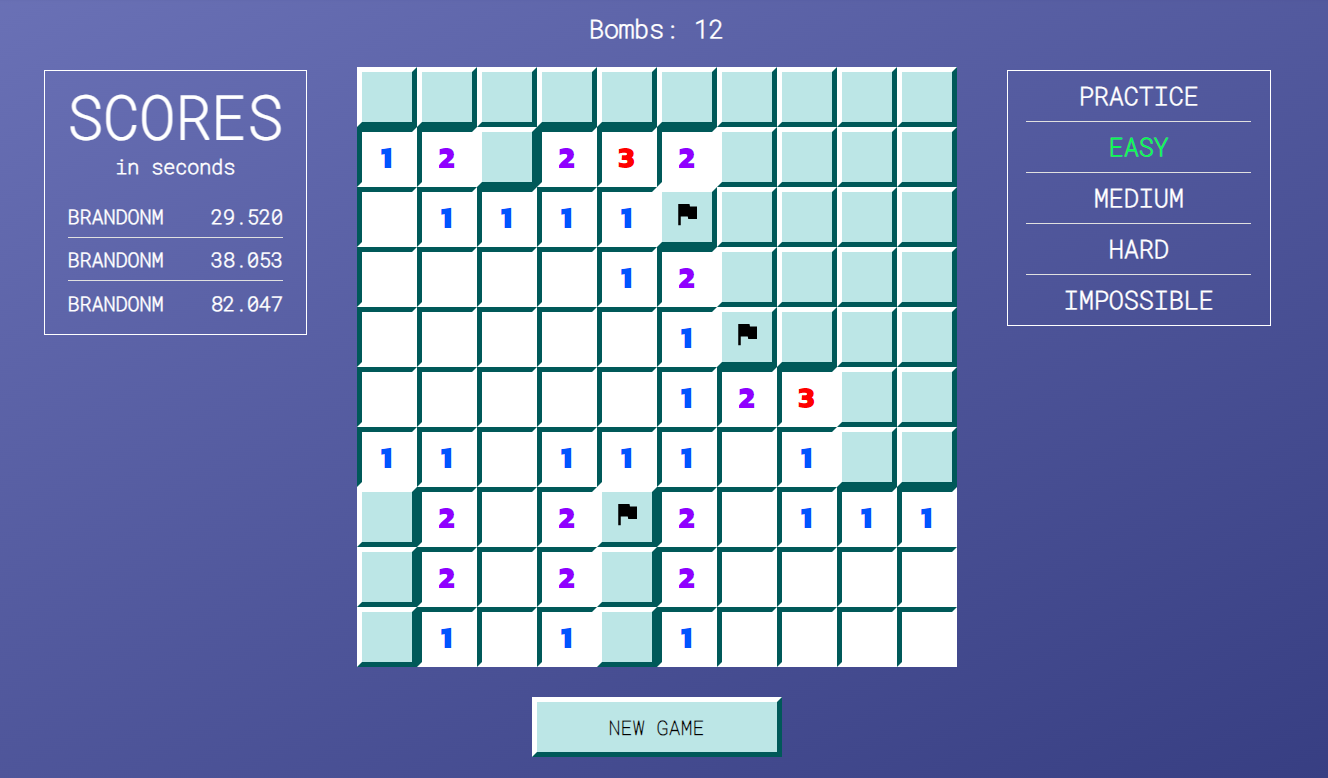 Bombs: 12
SCORES
in seconds
BRANDONM 29.520
BRANDONM 38.053
BRANDONM 82.047
1 2 2 3 2
1 1 1 1
1 2
1
1 2 3
1 1 1 1 1 1
2 2 2 1 1 1
2 2 2
1 1 1
PRACTICE
EASY
MEDIUM
HARD
IMPOSSIBLE
NEW GAME